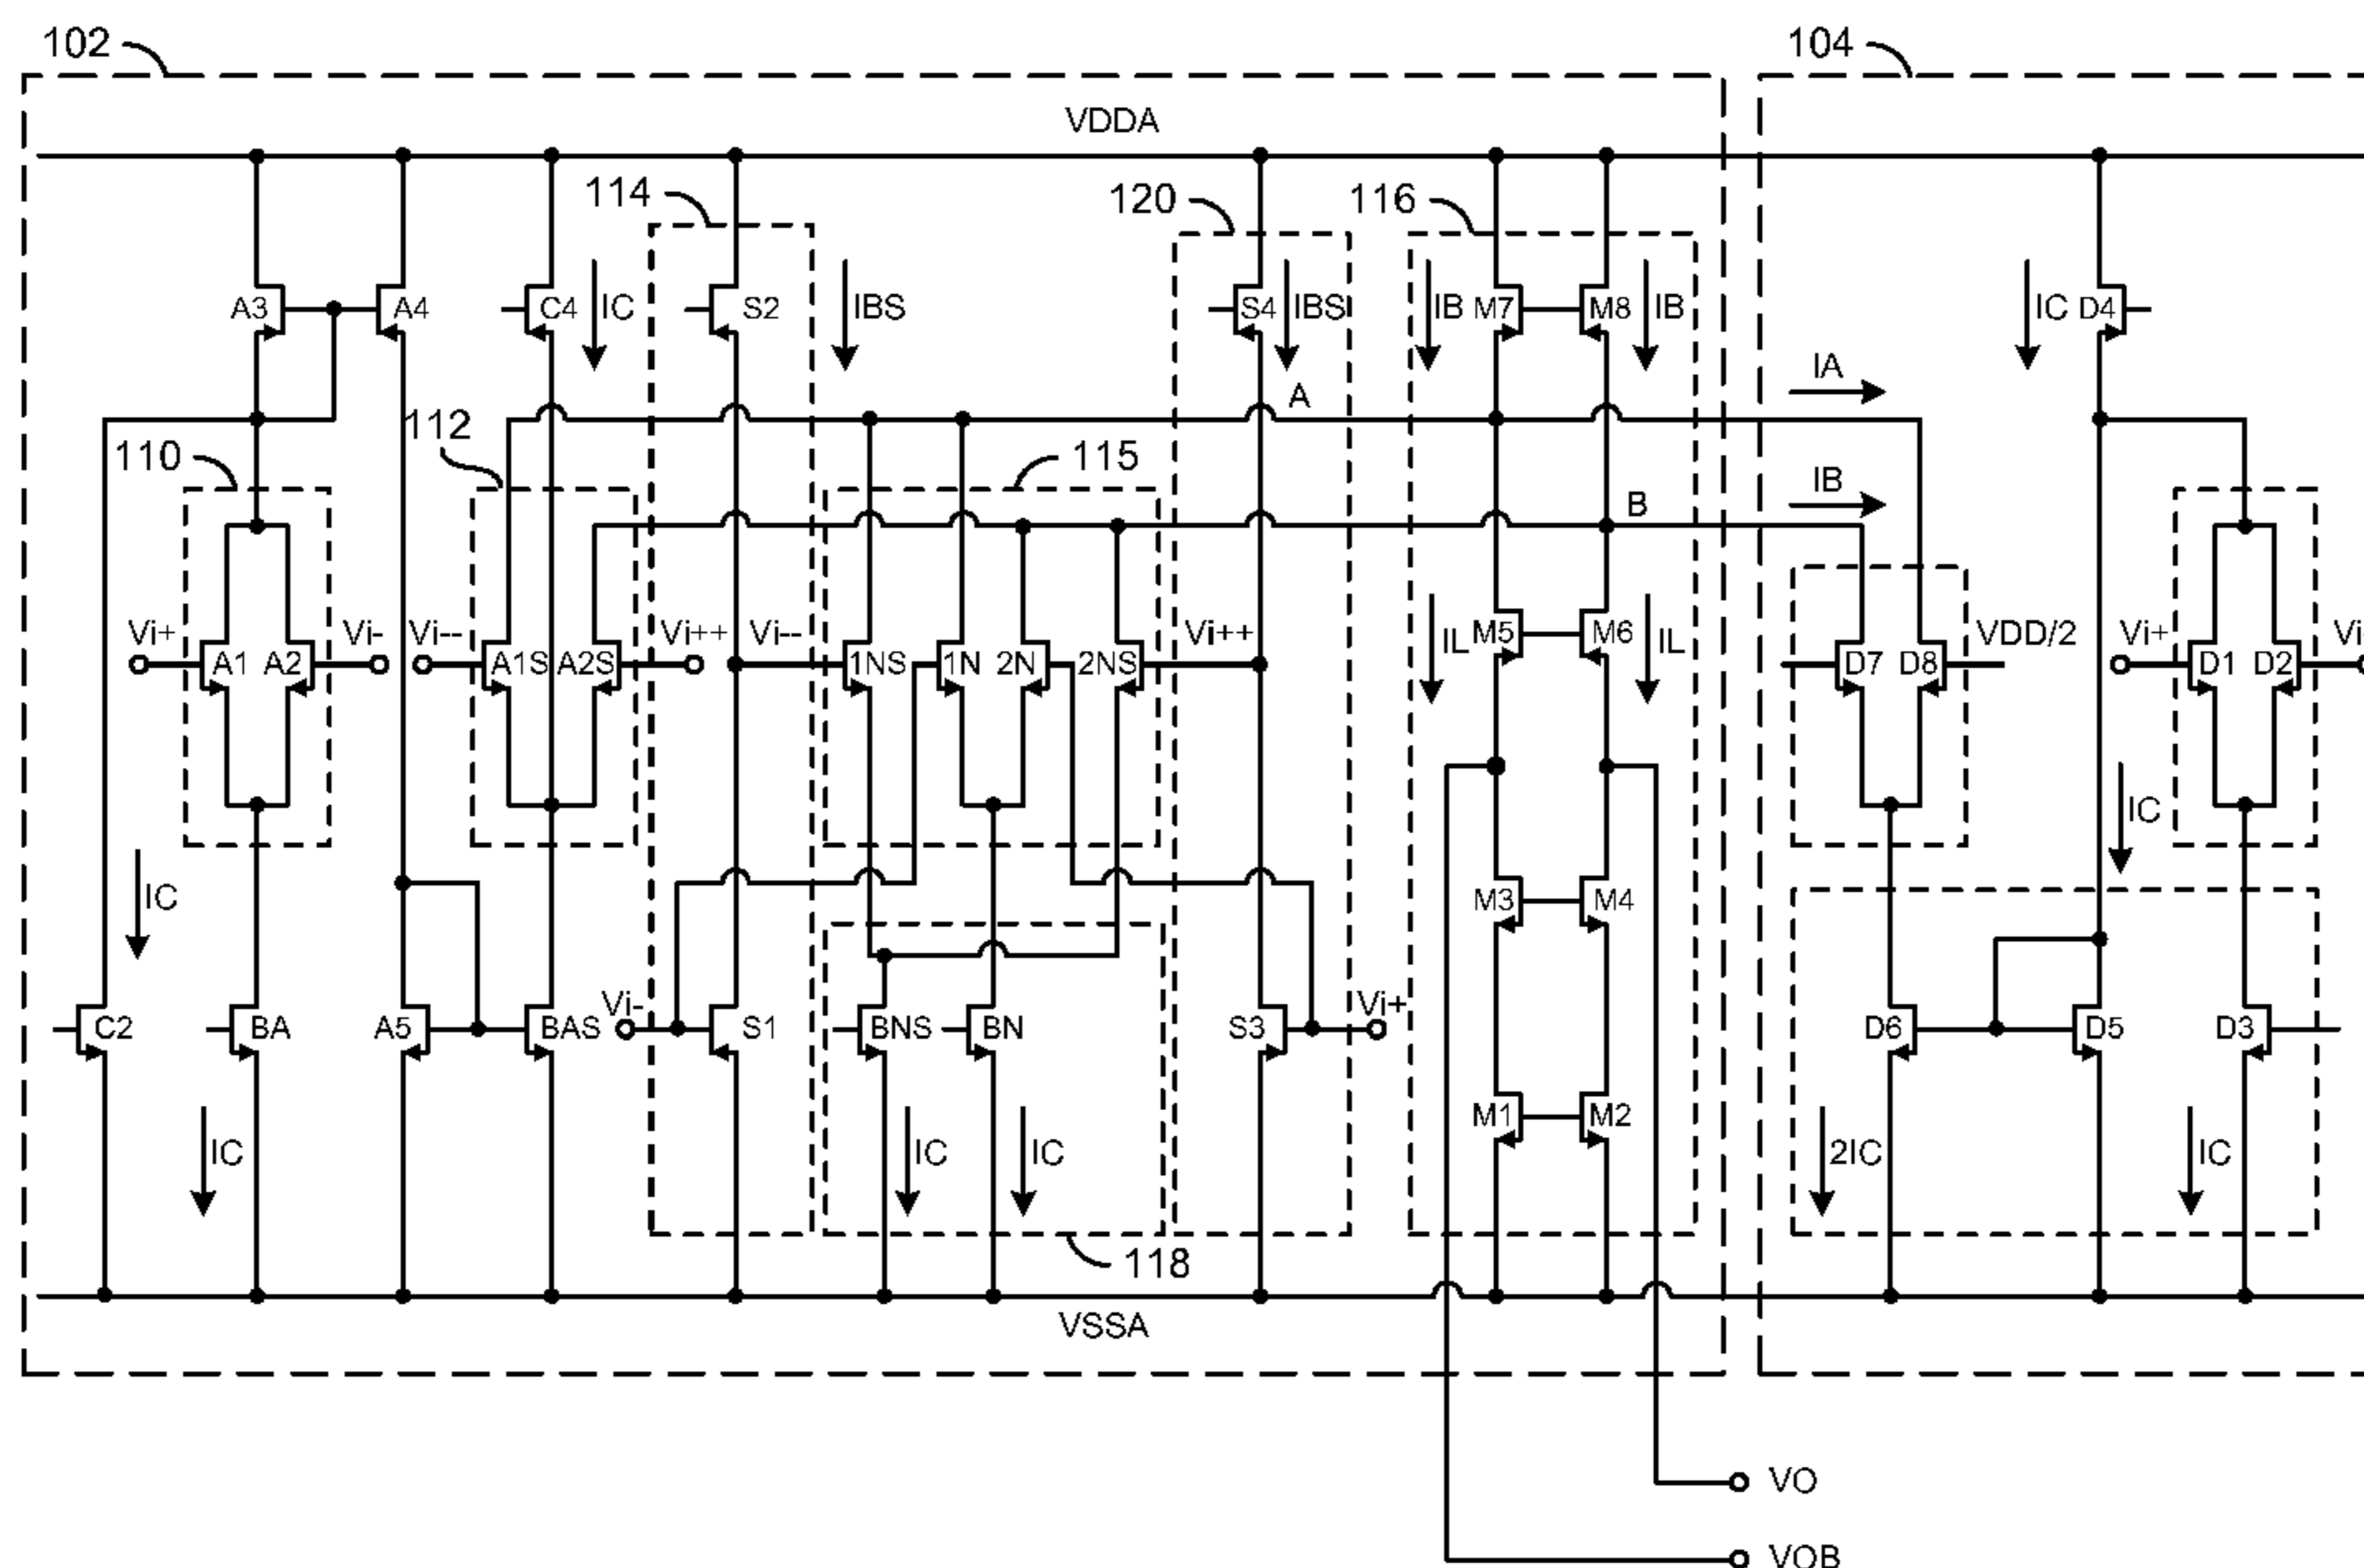 102
104
VDDA
114
120
116
A3
A4
C4
IC
S2
IBS
S4
IBS
IB
M7
M8
IB
IC
D4
IA
A
112
110
115
IB
B
Vi+
A1
A2
Vi-
Vi--
A1S
A2S
Vi++
Vi--
1NS
1N
2N
2NS
Vi++
IL
M5
M6
IL
D7
D8
VDD/2
Vi+
D1
D2
IC
IC
M3
M4
C2
BA
A5
BAS
Vi-
S1
BNS
BN
S3
Vi+
D6
D5
D3
M1
M2
IC
IC
IC
2IC
IC
118
VSSA
VO
VOB